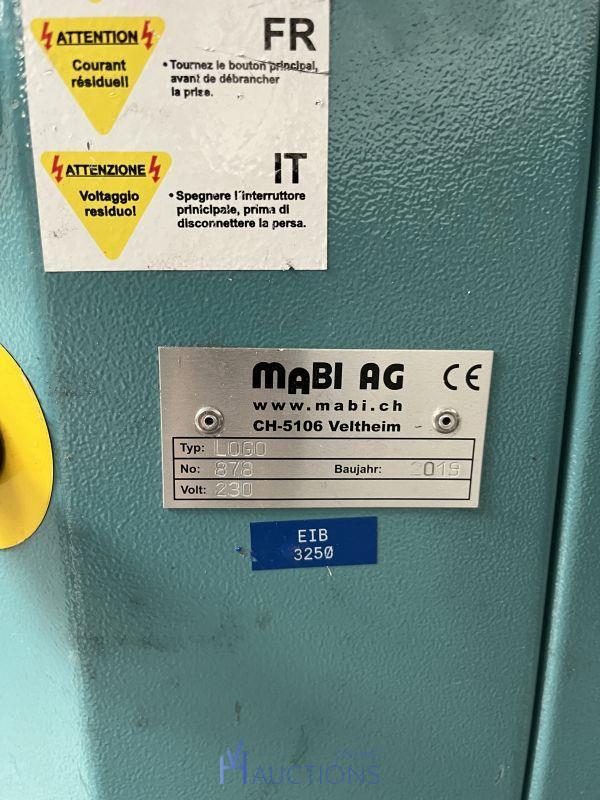 ATTENTION
Courant
résiduell
FR
• Tournez le bouton principal,
avant de débrancher
la prise.
ATTENZIONE
Voltaggio
residuo!
IT
• Spegnere l'interruttore
prinicipale, prima di
disconnettere la persa.
MABI AG CE
www.mabi.ch
CH-5106 Veltheim
Typ: LOGO
No: 878 Baujahr: 2019
Volt: 230
EIB
3250
AUCTIONS